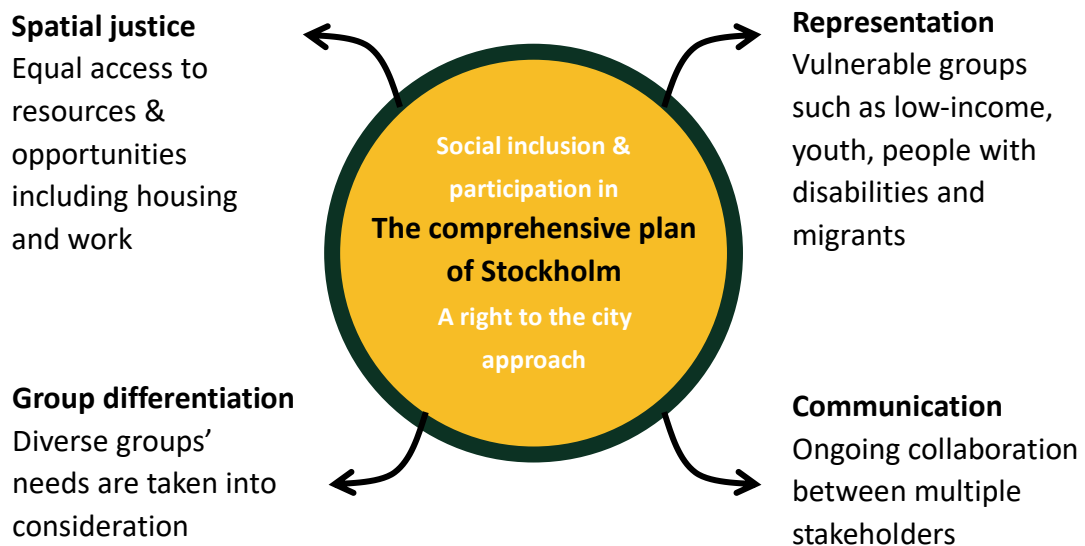 Spatial justice
Equal access to
resources &
opportunities
including housing
and work
Representation
Vulnerable groups
such as low-income,
youth, people with
disabilities and
migrants
Social inclusion &
participation in
The comprehensive plan
of Stockholm
A right to the city
approach
Group differentiation
Diverse groups’
needs are taken into
consideration
Communication
Ongoing collaboration
between multiple
stakeholders